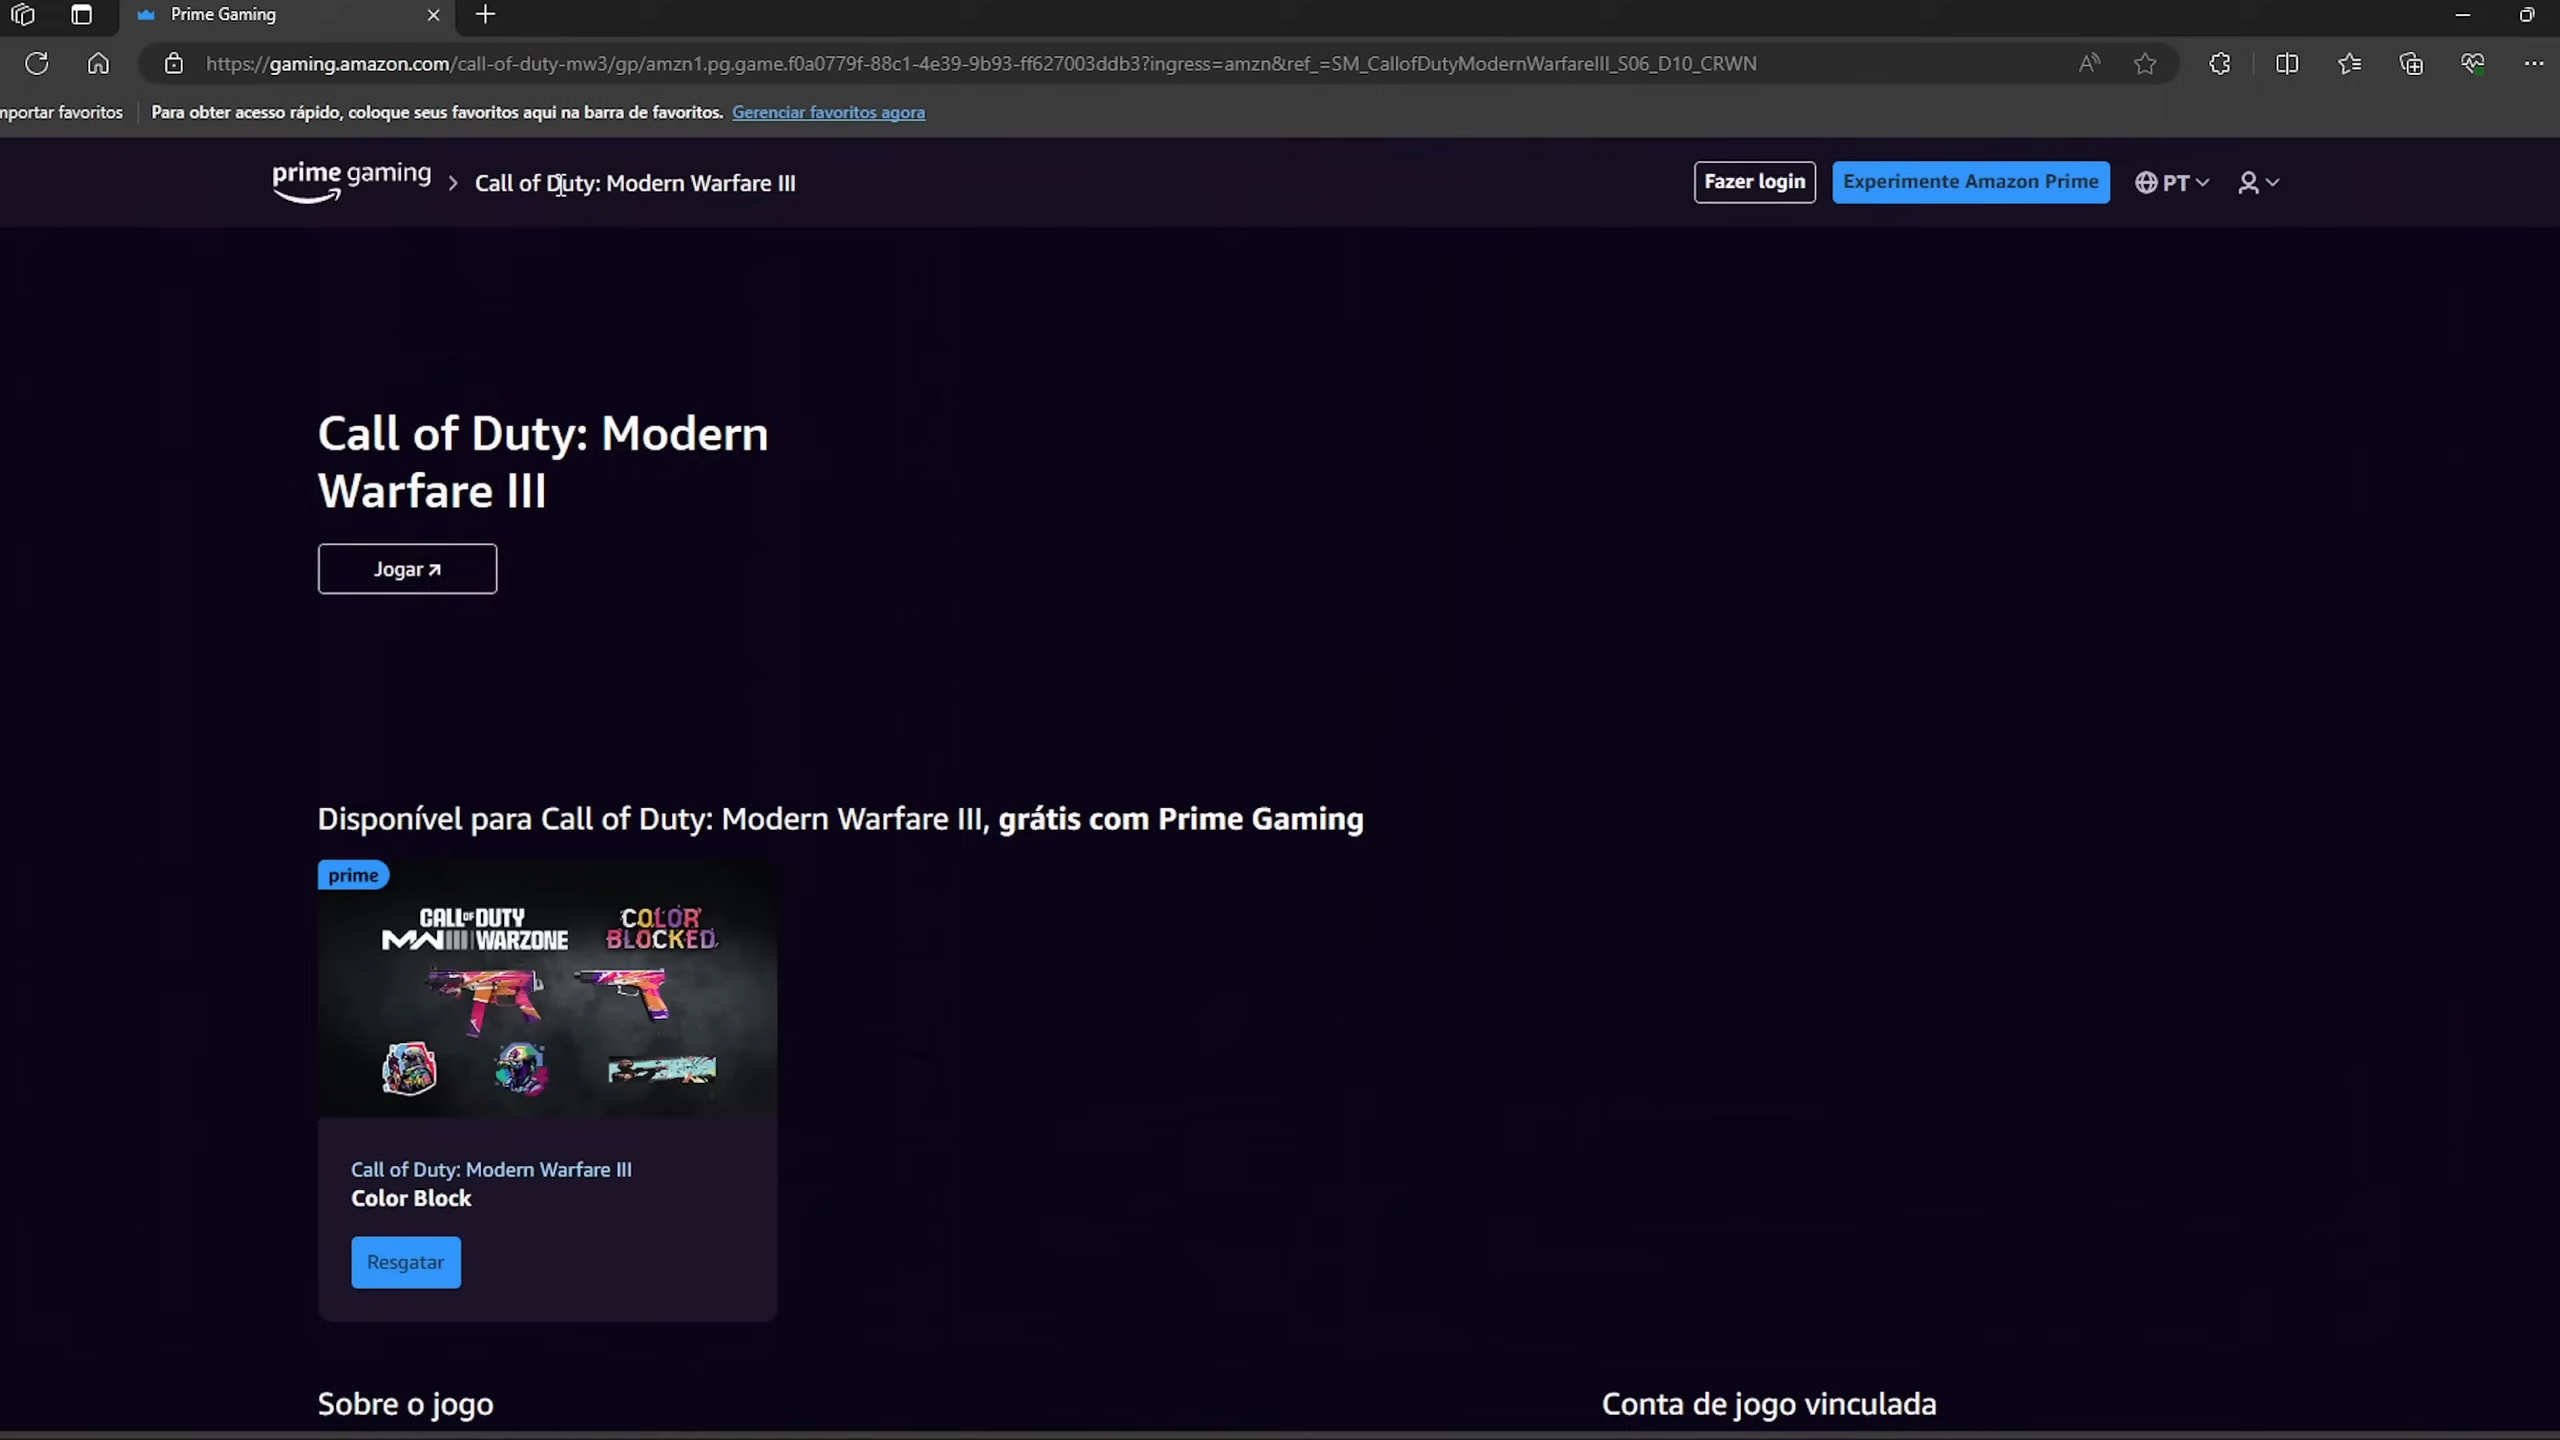 Prime Gaming
https://gaming.amazon.com/call-of-duty-mw3/gp/amzn1.pg.game.f0a0779f-88c1-4e39-9b93-ff627003ddb3?ingress=amzn&ref_=SM_CallofDutyModernWarfareIII_S06_D10_CRWN
mportar favoritos Para obter acesso rápido, coloque seus favoritos aqui na barra de favoritos. Gerenciar favoritos agora
prime gaming Call of Duty: Modern Warfare III Fazer login Experimente Amazon Prime PT
Call of Duty: Modern
Warfare III
Jogar
Disponível para Call of Duty: Modern Warfare III, grátis com Prime Gaming
prime
CALL OF DUTY
MWIII WARZONE
COLOR
BLOCKED
Call of Duty: Modern Warfare III
Color Block
Resgatar
Sobre o jogo
Conta de jogo vinculada